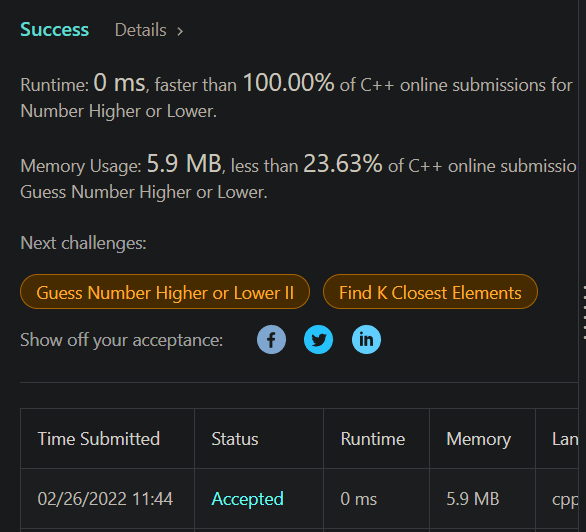 Success Details >
Runtime: 0 ms, faster than 100.00% of C++ online submissions for
Number Higher or Lower.
Memory Usage: 5.9 MB, less than 23.63% of C++ online submissio
Guess Number Higher or Lower.
Next challenges:
Guess Number Higher or Lower II Find K Closest Elements
Show off your acceptance:
Time Submitted Status Runtime Memory Lan
02/26/2022 11:44 Accepted 0 ms 5.9 MB cpp